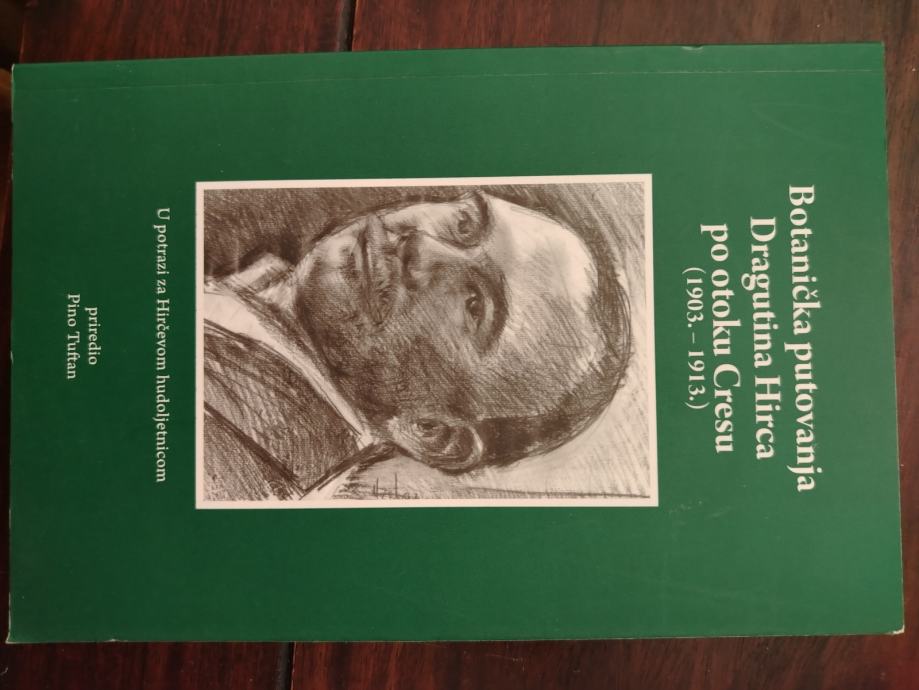 Botanička putovanja
Dragutina Hirca
po otoku Cresu
(1903. – 1913.)
U potrazi za Hirčevom hudoljetnicom
priredio
Pino Tuftan